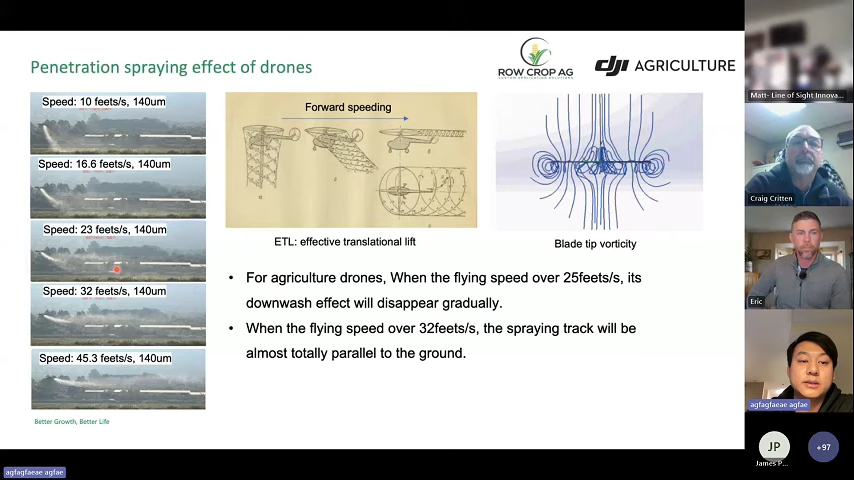 Penetration spraying effect of drones
ROW CROP AG
CUSTOM APPLICATION SOLUTIONS
dji AGRICULTURE
Speed: 10 feets/s, 140um
Speed: 16.6 feets/s, 140um
Speed: 23 feets/s, 140um
Speed: 32 feets/s, 140um
Speed: 45.3 feets/s, 140um
Forward speeding
ETL: effective translational lift
Blade tip vorticity
• For agriculture drones, When the flying speed over 25feets/s, its
downwash effect will disappear gradually.
• When the flying speed over 32feets/s, the spraying track will be
almost totally parallel to the ground.
Better Growth, Better Life
agfagfaeae agfae
Matt- Line of Sight Innova...
Craig Critten
Eric
agfagfaeae agfae
JP
James P...
+97